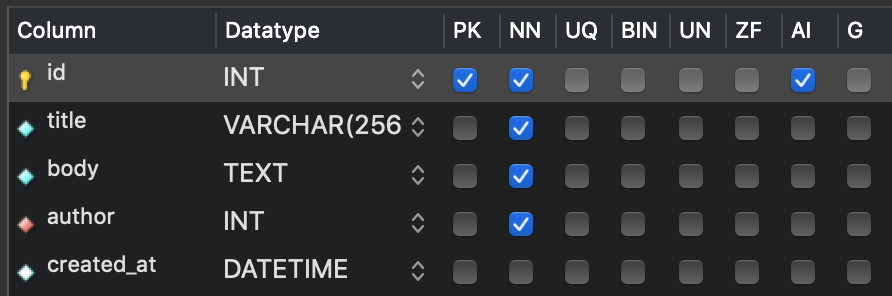 Column Datatype PK NN UQ BIN UN ZF AI G
id INT
title VARCHAR(256
body TEXT
author INT
created_at DATETIME